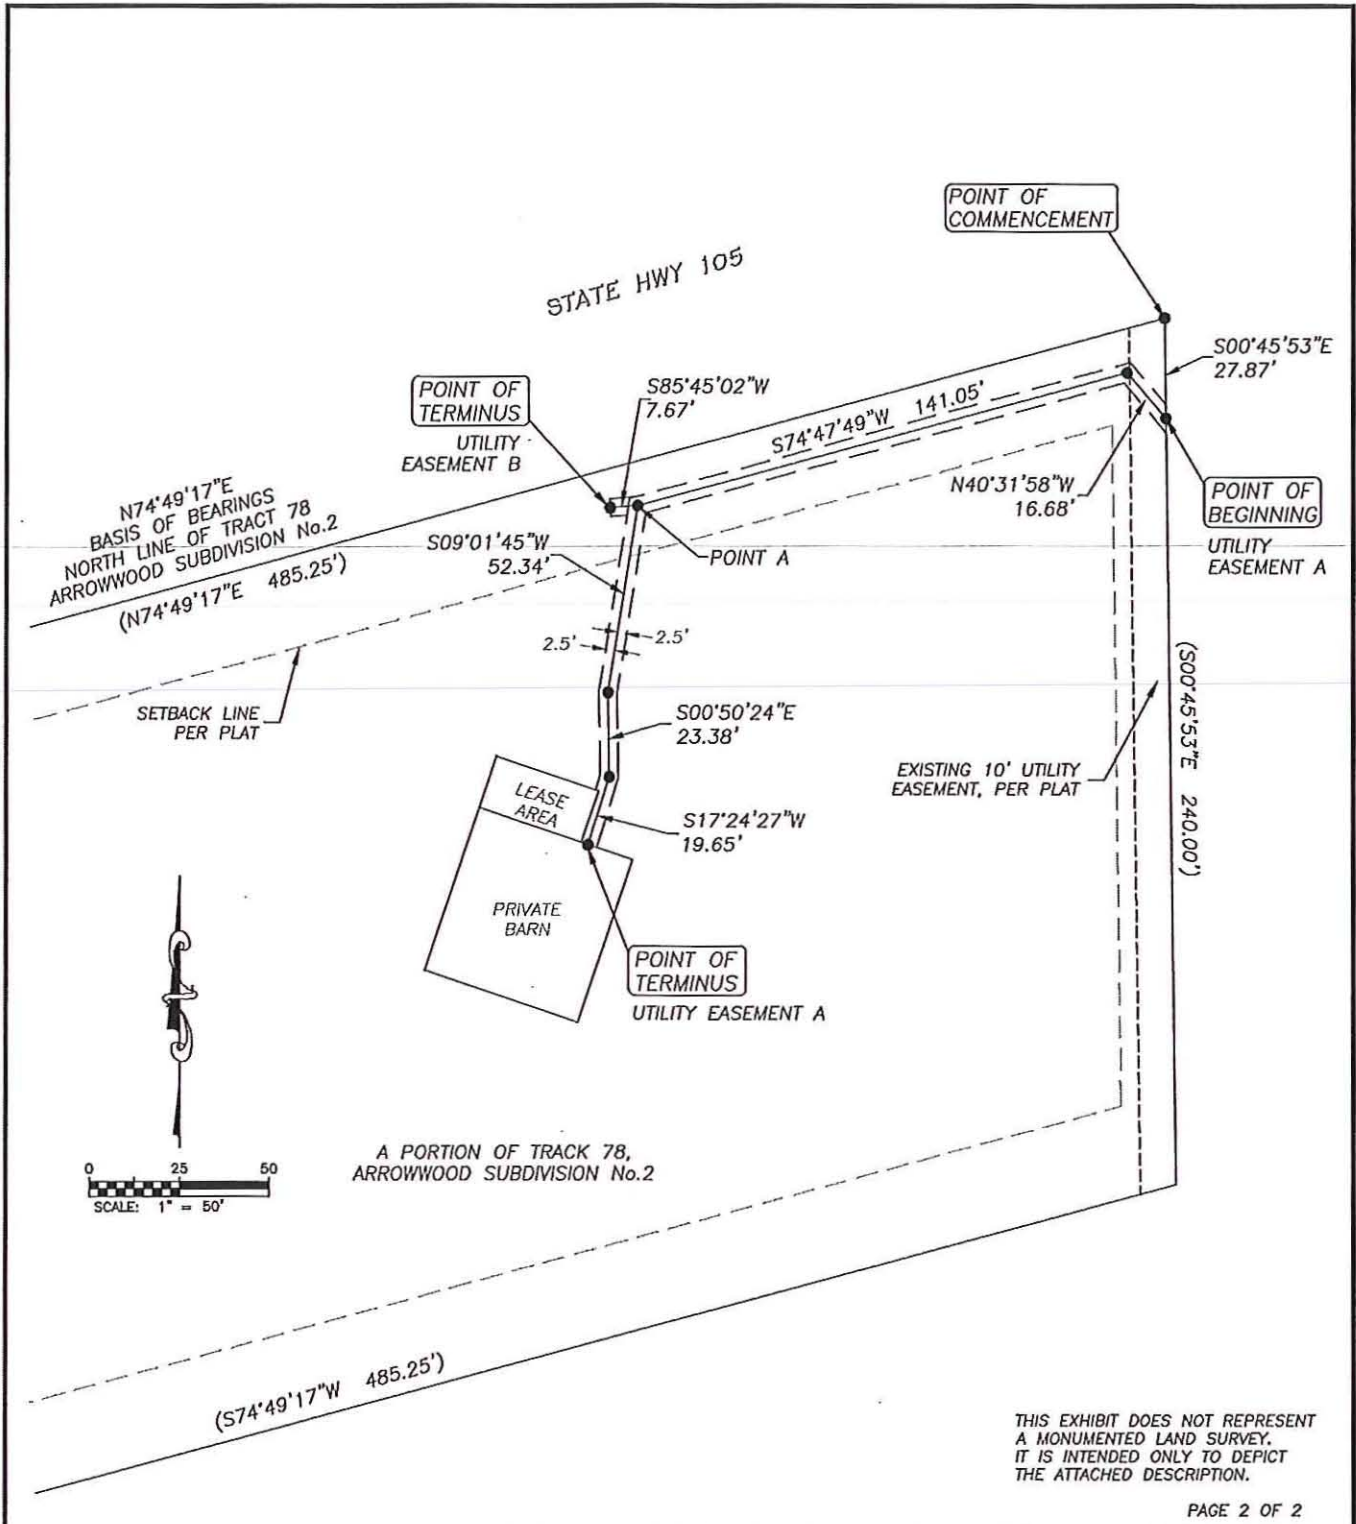 POINT OF
COMMENCEMENT
STATE HWY 105
S00°45'53"E
27.87'
POINT OF
TERMINUS
UTILITY
EASEMENT B
S85°45'02"W
7.67'
S74°47'49"W 141.05'
N40°31'58"W
16.68'
POINT OF
BEGINNING
UTILITY
EASEMENT A
N74°49'17"E
BASIS OF BEARINGS
NORTH LINE OF TRACT 78
ARROWWOOD SUBDIVISION No.2
(N74°49'17"E 485.25')
S09°01'45"W
52.34'
POINT A
2.5'
2.5'
SETBACK LINE
PER PLAT
S00°50'24"E
23.38'
(S00°45'53"E 240.00')
EXISTING 10' UTILITY
EASEMENT, PER PLAT
LEASE
AREA
S17°24'27"W
19.65'
PRIVATE
BARN
POINT OF
TERMINUS
UTILITY EASEMENT A
A PORTION OF TRACK 78,
ARROWWOOD SUBDIVISION No.2
0 25 50
SCALE: 1" = 50'
(S74°49'17"W 485.25')
THIS EXHIBIT DOES NOT REPRESENT
A MONUMENTED LAND SURVEY.
IT IS INTENDED ONLY TO DEPICT
THE ATTACHED DESCRIPTION.
PAGE 2 OF 2